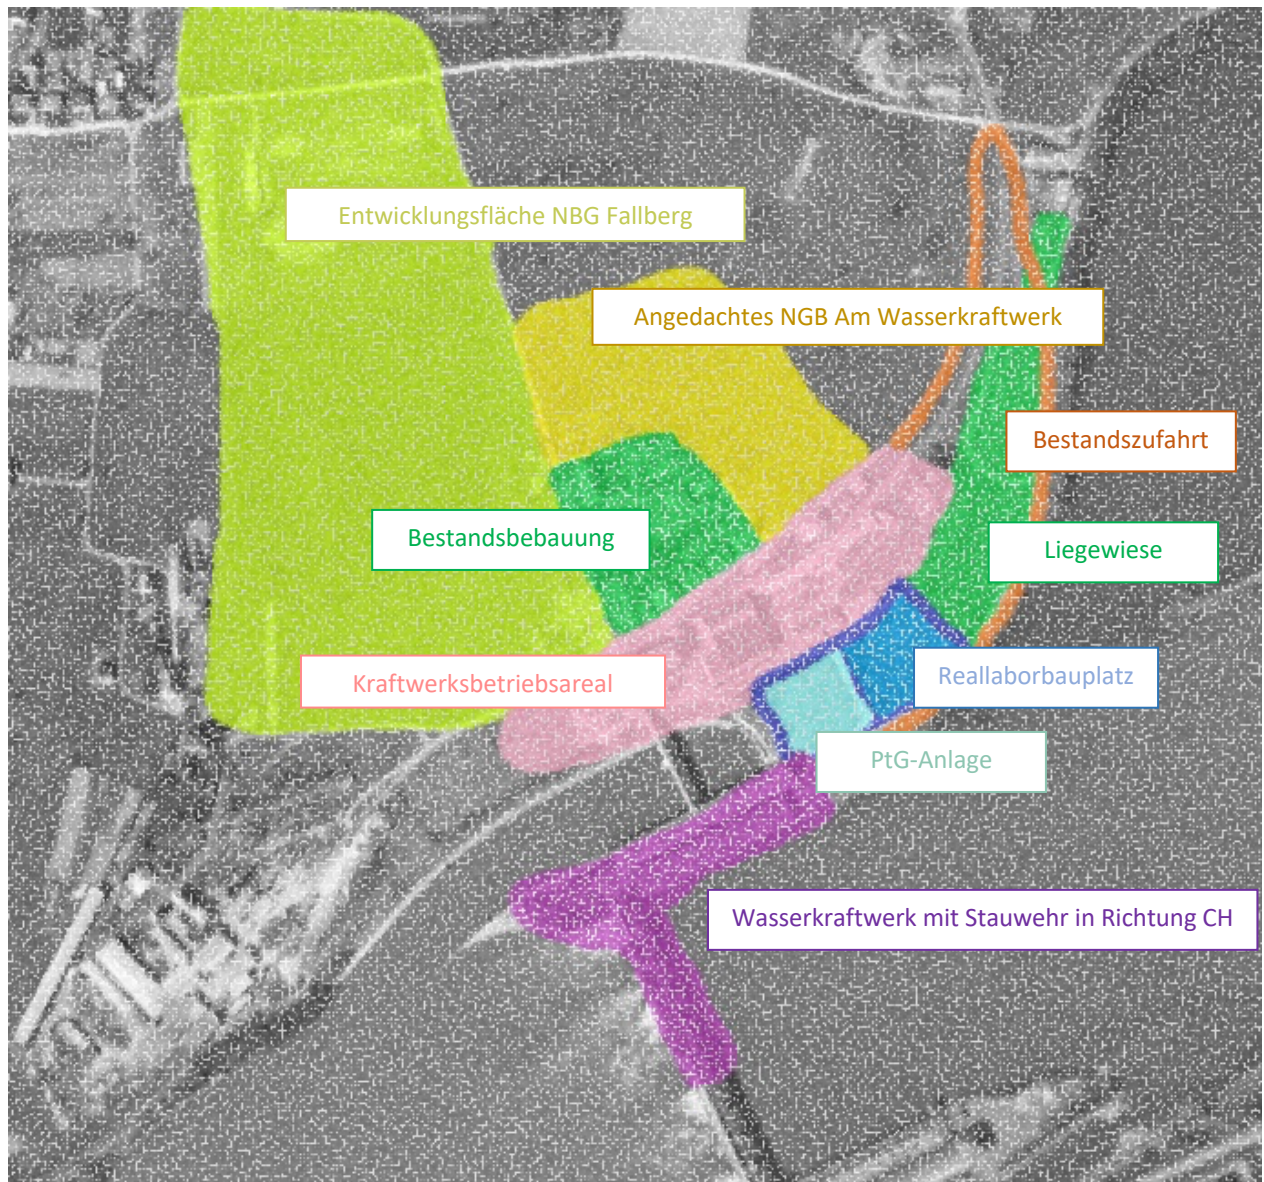 Entwicklungsfläche NBG Fallberg
Angedachtes NGB Am Wasserkraftwerk
Bestandszufahrt
Bestandsbebauung
Liegewiese
Kraftwerksbetriebsareal
Reallaborbauplatz
PtG-Anlage
Wasserkraftwerk mit Stauwehr in Richtung CH